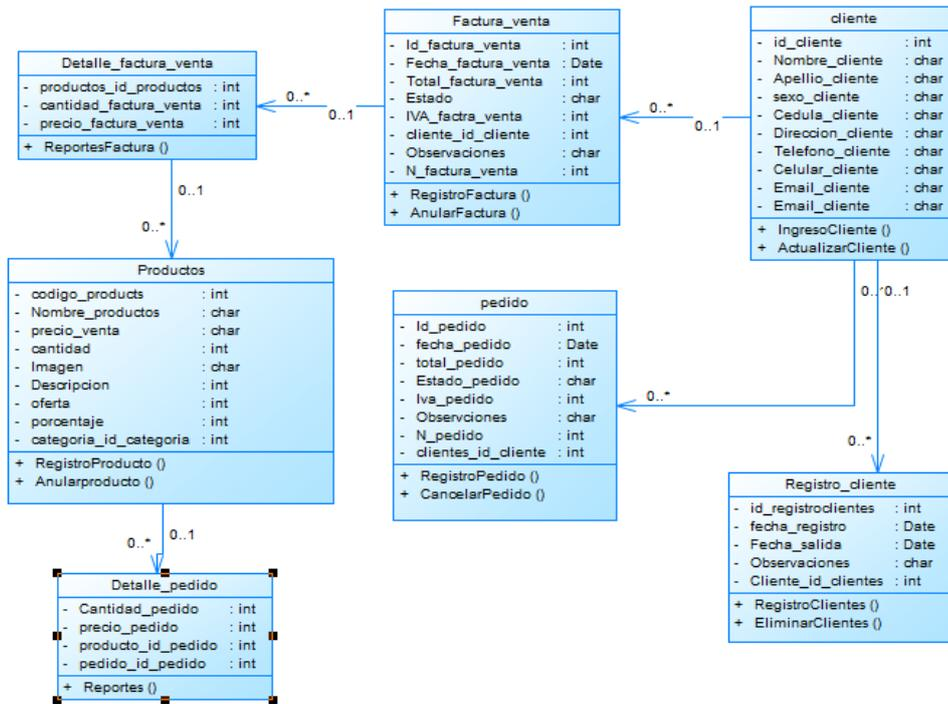 Factura_venta
- Id_factura_venta : int
- Fecha_factura_venta : Date
- Total_factura_venta : int
- Estado : char
- IVA_factra_venta : int
- cliente_id_cliente : int
- Observaciones : char
- N_factura_venta : int
+ RegistroFactura ()
+ AnularFactura ()
cliente
- id_cliente : int
- Nombre_cliente : char
- Apellio_cliente : char
- sexo_cliente : char
- Cedula_cliente : char
- Direccion_cliente : char
- Telefono_cliente : char
- Celular_cliente : char
- Email_cliente : char
- Email_cliente : char
+ IngresoCliente ()
+ ActualizarCliente ()
Detalle_factura_venta
- productos_id_productos : int
- cantidad_factura_venta : int
- precio_factura_venta : int
+ ReportesFactura ()
0..*
0..1
0..*
0..1
0..1
0..*
Productos
- codigo_products : int
- Nombre_productos : char
- precio_venta : char
- cantidad : int
- Imagen : char
- Descripcion : int
- oferta : int
- porcentaje : int
- categoria_id_categoria : int
+ RegistroProducto ()
+ Anularproducto ()
pedido
- Id_pedido : int
- fecha_pedido : Date
- total_pedido : int
- Estado_pedido : char
- Iva_pedido : int
- Observciones : char
- N_pedido : int
- clientes_id_cliente : int
+ RegistroPedido ()
+ CancelarPedido ()
0..1
0..*
0..*
Registro_cliente
- id_registroclientes : int
- fecha_registro : Date
- Fecha_salida : Date
- Observaciones : char
- Cliente_id_clientes : int
+ RegistroClientes ()
+ EliminarClientes ()
0..*
0..1
Detalle_pedido
- Cantidad_pedido : int
- precio_pedido : int
- producto_id_pedido : int
- pedido_id_pedido : int
+ Reportes ()